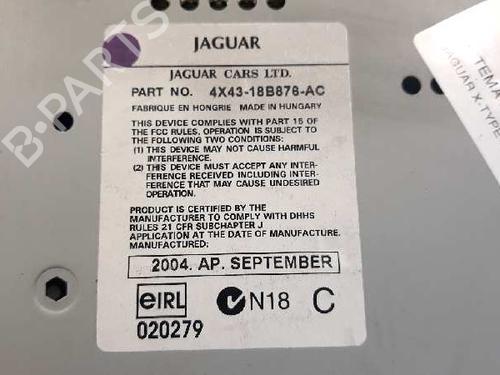 JAGUAR
JAGUAR CARS LTD.
PART NO. 4X43-18B876-AC
FABRIQUE EN HONGRIE MADE IN HUNGARY
THIS DEVICE COMPLIES WITH PART 15 OF
THE FCC RULES. OPERATION IS SUBJECT TO
THE FOLLOWING TWO CONDITIONS;
(1) THIS DEVICE MAY NOT CAUSE HARMFUL
INTERFERENCE.
(2) THIS DEVICE MUST ACCEPT ANY INTER-
FERENCE RECEIVED INCLUDING INTER-
FERENCE THAT MAY CAUSE UNDESIRED
OPERATION.
PRODUCT IS CERTIFIED BY THE
MANUFACTURER TO COMPLY WITH DHHS
RULES 21 CFR SUBCHAPTER J
APPLICATION AT THE DATE OF MANUFACTURE.
MANUFACTURED:
2004. AP. SEPTEMBER
eIRL
020279
N18 C
TEMA
JAGUAR X-TYPE
B-PARTS